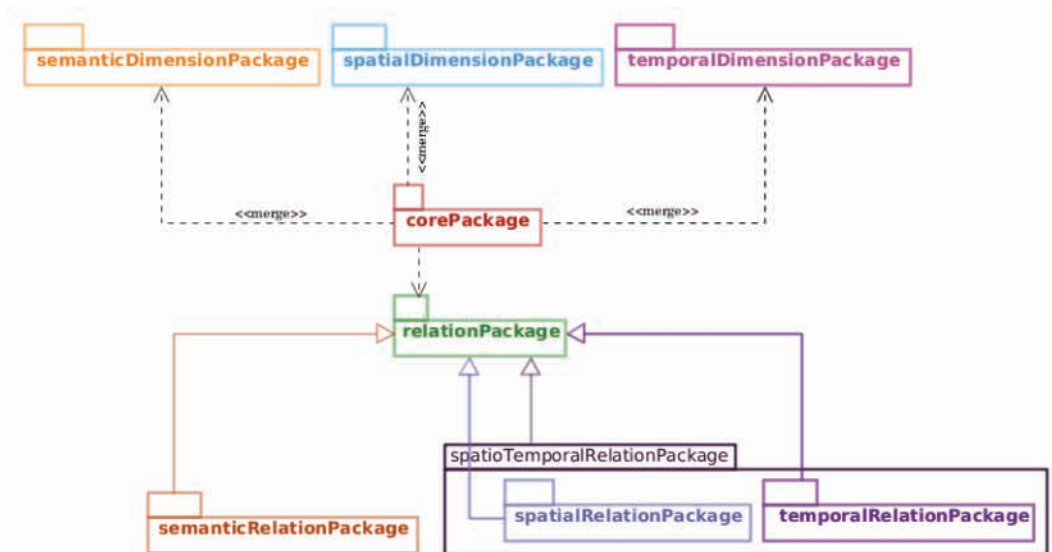 semanticDimensionPackage
spatialDimensionPackage
temporalDimensionPackage
<<merge>>
<<merge>>
<<merge>>
corePackage
relationPackage
spatioTemporalRelationPackage
semanticRelationPackage
spatialRelationPackage
temporalRelationPackage